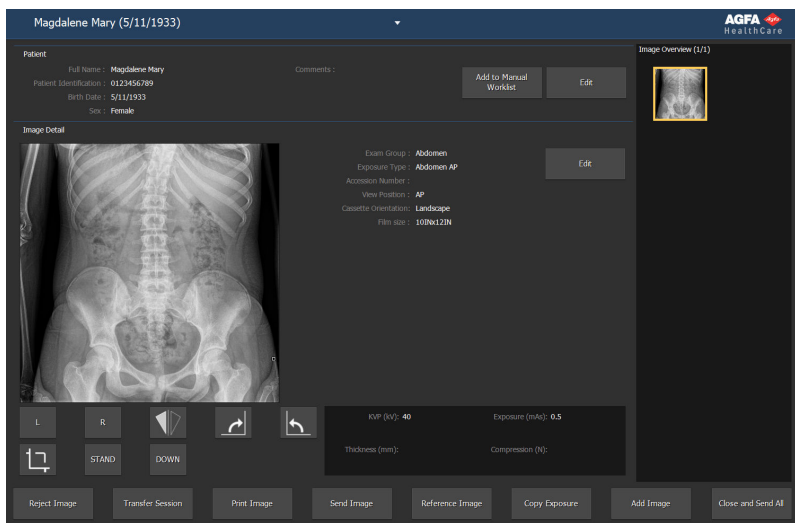 Magdalene Mary (5/11/1933)
AGFA
HealthCare
Patient
Full Name : Magdalene Mary
Patient Identification : 0123456789
Birth Date : 5/11/1933
Sex : Female
Comments :
Add to Manual
Worklist
Edit
Image Overview (1/1)
Image Detail
Exam Group : Abdomen
Exposure Type : Abdomen AP
Accession Number :
View Position : AP
Cassette Orientation: Landscape
Film size : 10INx12IN
Edit
L
R
STAND
DOWN
KVP (kV): 40
Exposure (mAs): 0.5
Thickness (mm):
Compression (N):
Reject Image
Transfer Session
Print Image
Send Image
Reference Image
Copy Exposure
Add Image
Close and Send All